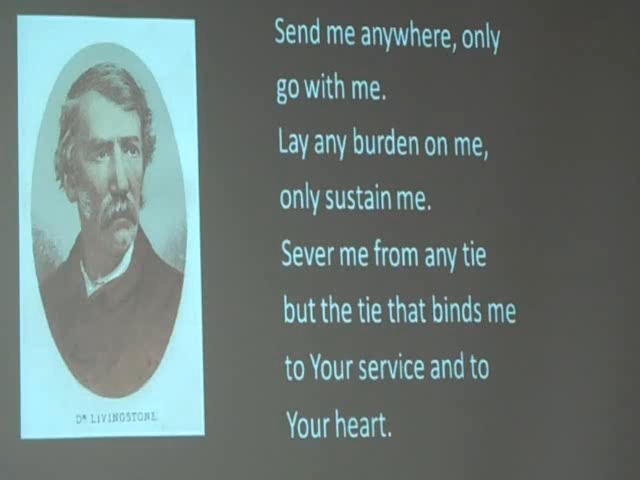 Send me anywhere, only
go with me.
Lay any burden on me,
only sustain me.
Sever me from any tie
but the tie that binds me
to Your service and to
Your heart.
DR LIVINGSTONE.